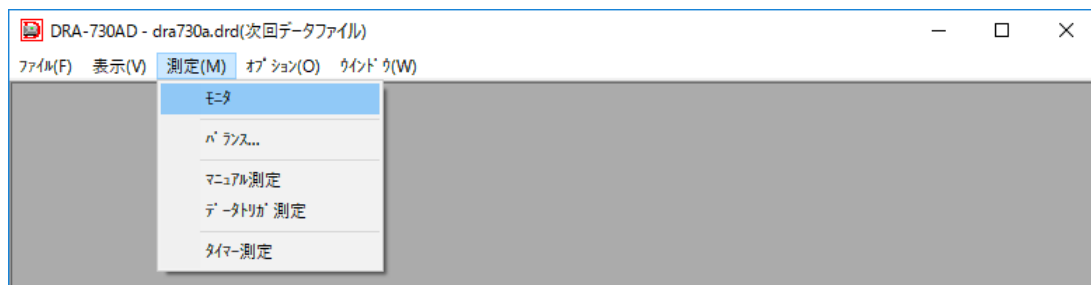 DRA-730AD - dra730a.drd(次回データファイル)
ﾌｧｲﾙ(F) 表示(V) 測定(M) ｵﾌﾟｼｮﾝ(O) ｳｲﾝﾄﾞｳ(W)
ﾓﾆﾀ
ﾊﾞﾗﾝｽ...
ﾏﾆｭｱﾙ測定
ﾃﾞｰﾀﾄﾘｶﾞ測定
ﾀｲﾏｰ測定